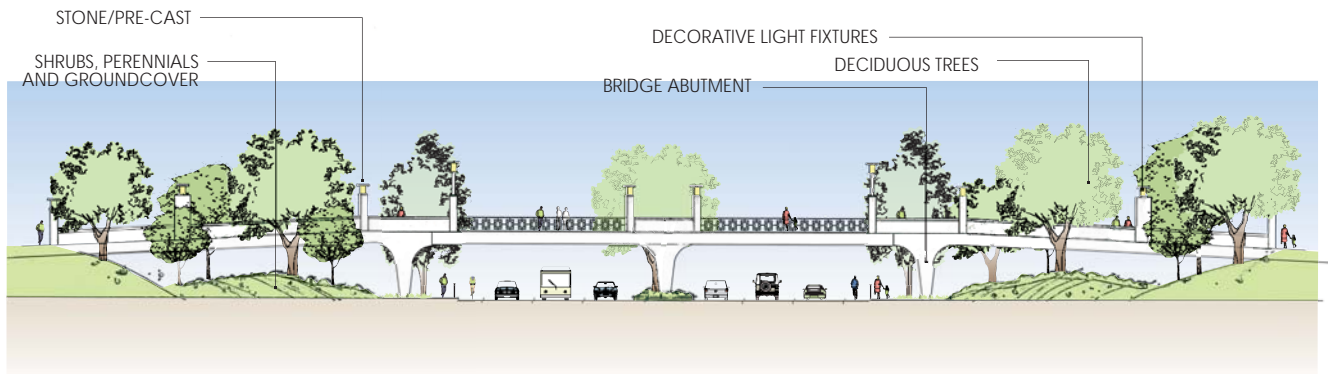 STONE/PRE-CAST
SHRUBS, PERENNIALS
AND GROUNDCOVER
DECORATIVE LIGHT FIXTURES
DECIDUOUS TREES
BRIDGE ABUTMENT